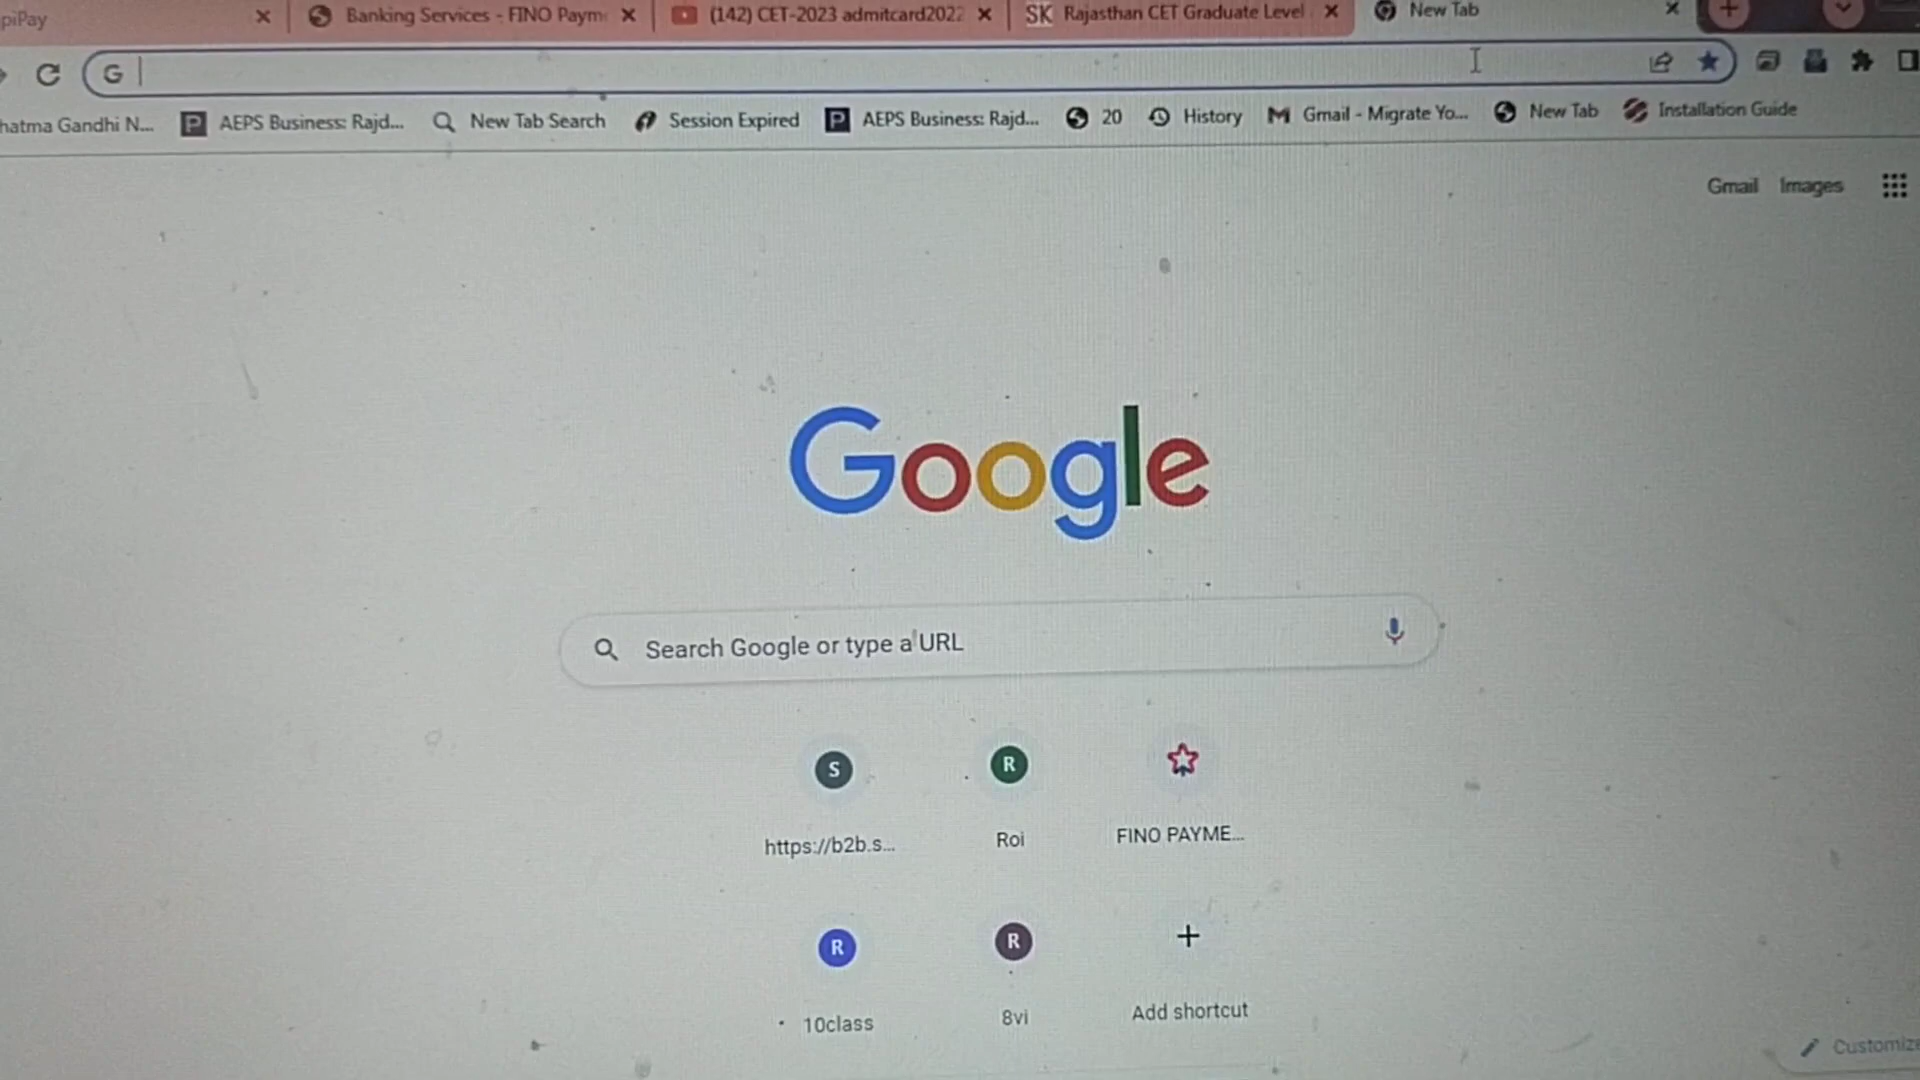 piPay
Banking Services - FINO Paym
(142) CET-2023 admitcard2022
SK Rajasthan CET Graduate Level
New Tab
G
hatma Gandhi N...
P AEPS Business: Rajd...
New Tab Search
Session Expired
P AEPS Business: Rajd...
20
History
M Gmail - Migrate Yo...
New Tab
Installation Guide
Gmail Images
Google
Search Google or type a URL
S R
https://b2b.s... Roi FINO PAYME...
R R +
10class 8vi Add shortcut
Customize